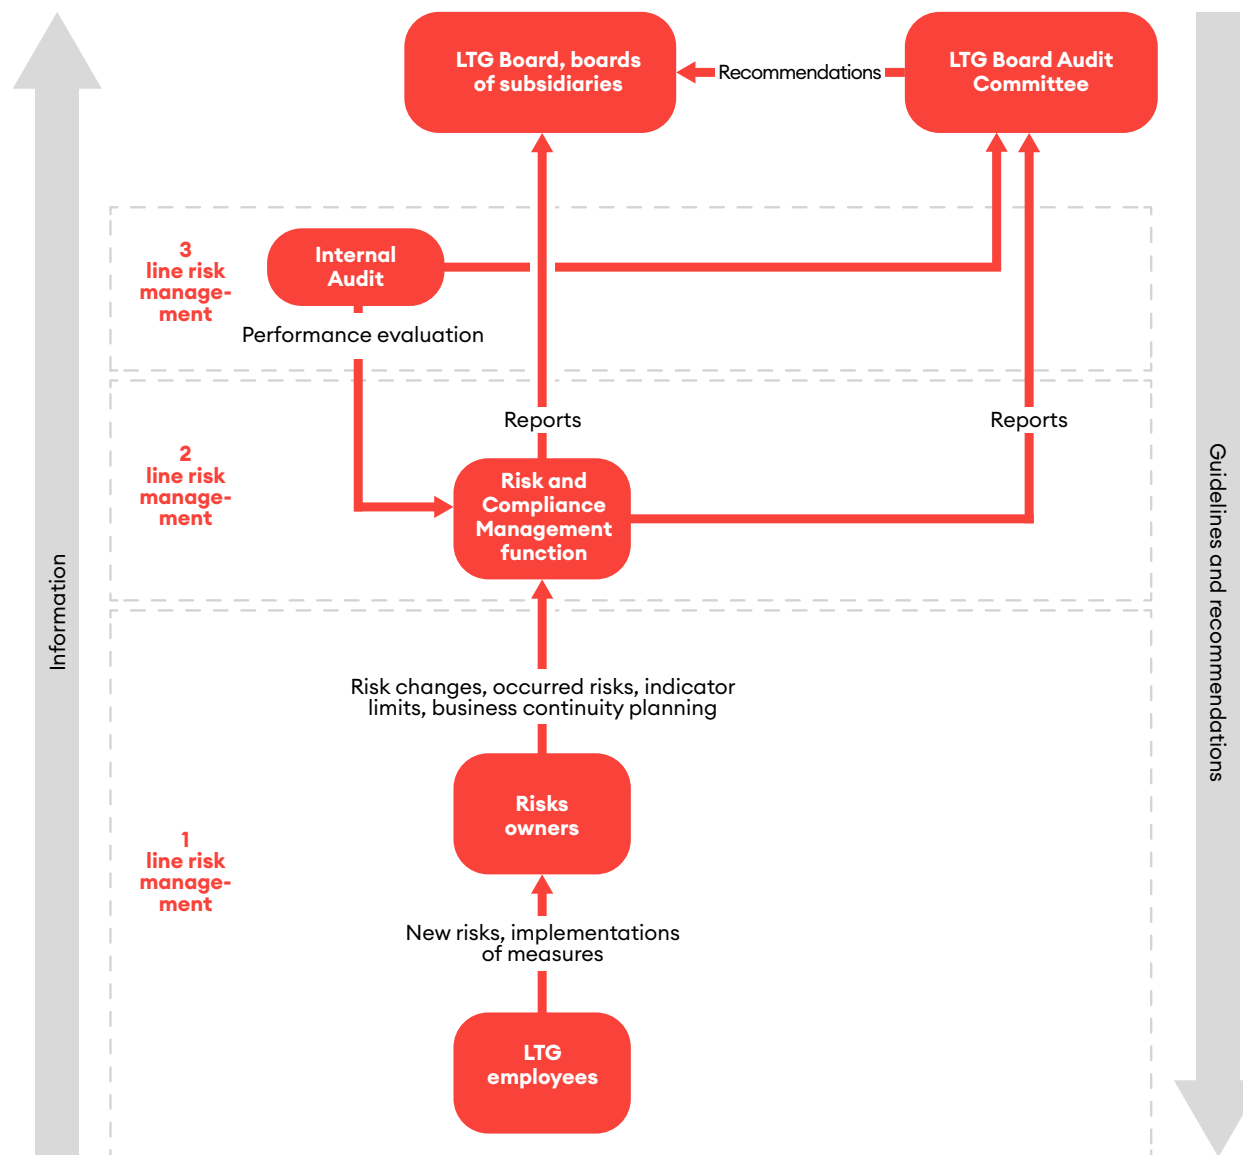 LTG Board, boards
of subsidiaries
Recommendations
LTG Board Audit
Committee
3
line risk
manage-
ment
Internal
Audit
Performance evaluation
2
line risk
manage-
ment
Reports
Reports
Risk and
Compliance
Management
function
Information
Guidelines and recommendations
Risk changes, occurred risks, indicator
limits, business continuity planning
1
line risk
manage-
ment
Risks
owners
New risks, implementations
of measures
LTG
employees